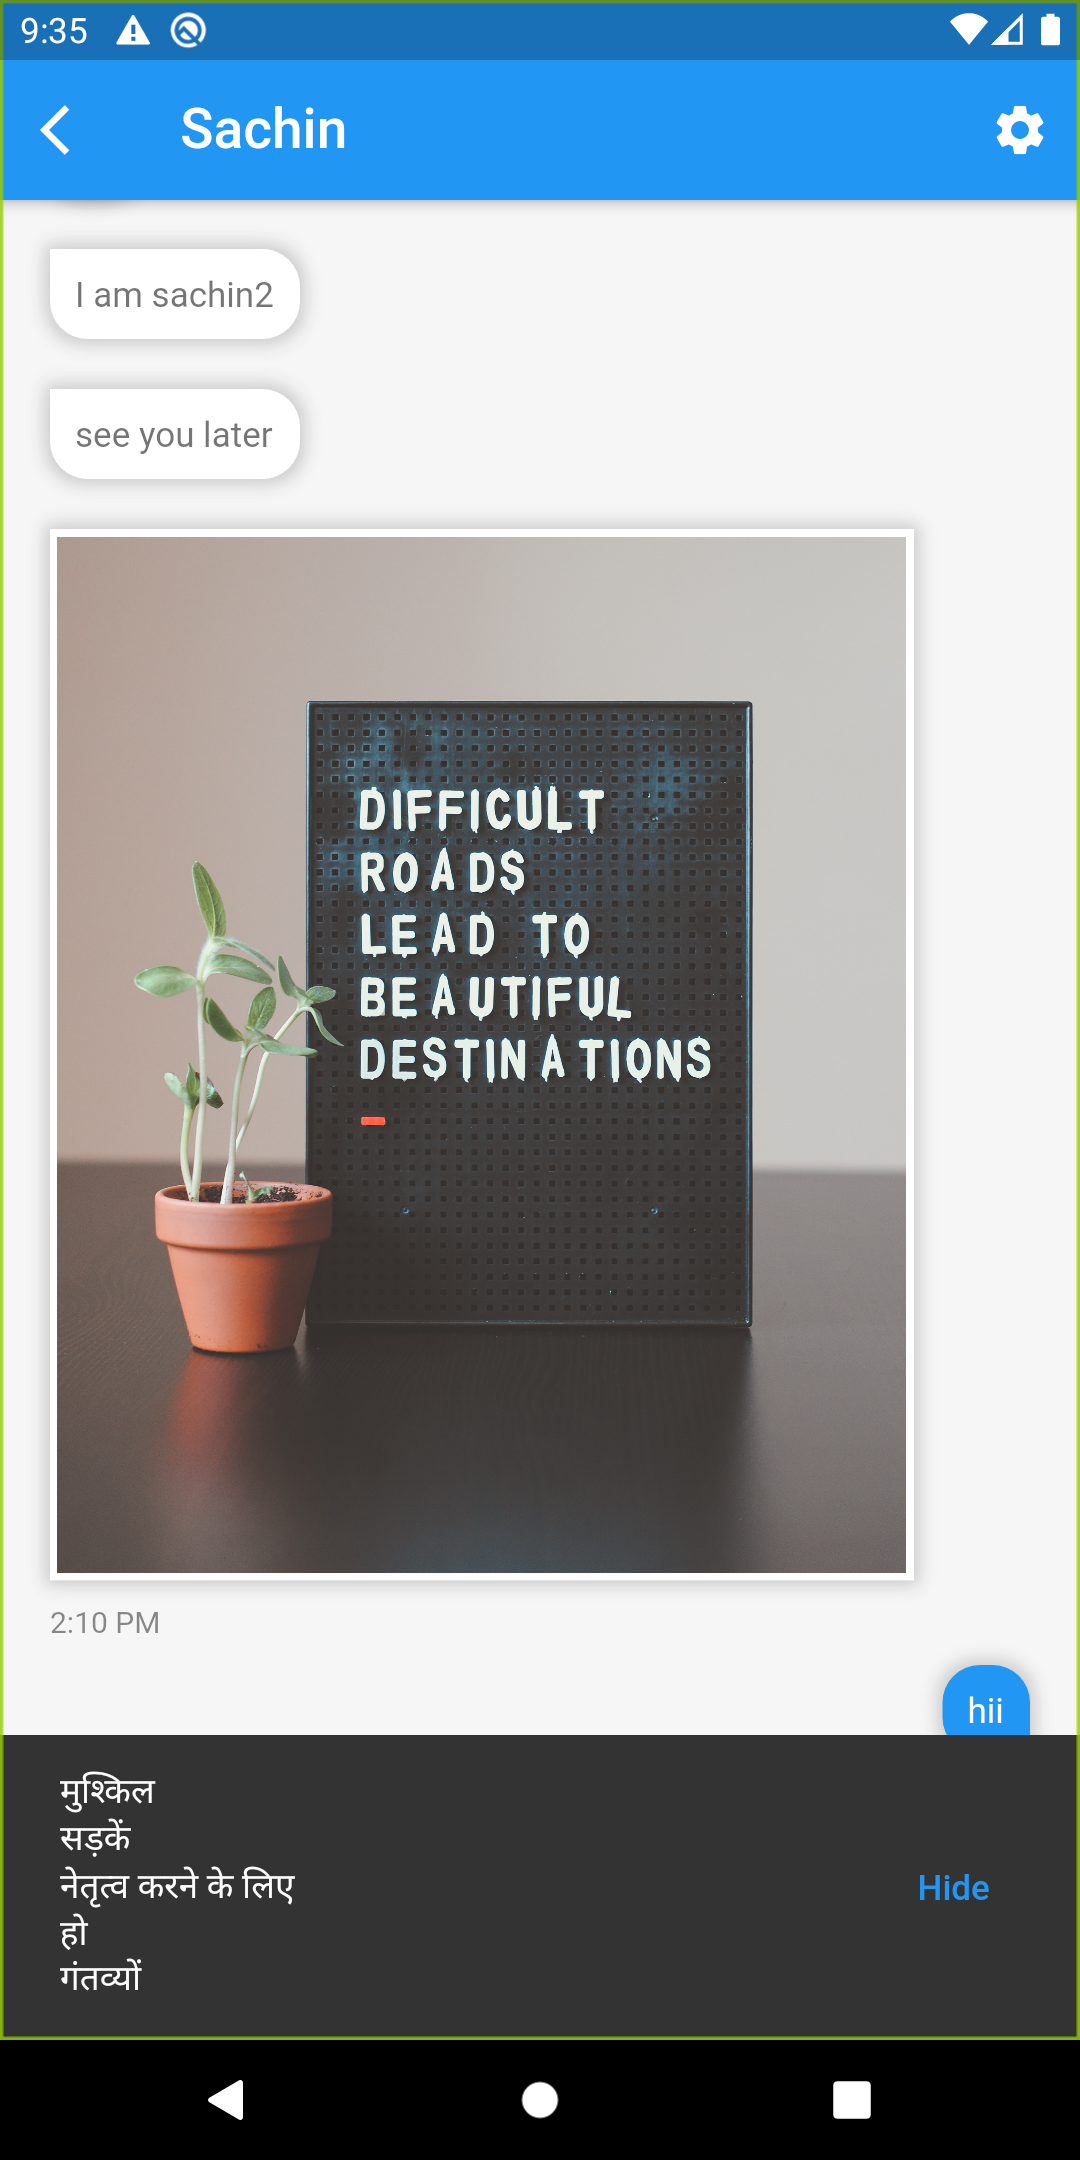 9:35
Sachin
I am sachin2
see you later
DIFFICULT
ROADS
LEAD TO
BEAUTIFUL
DESTINATIONS
2:10 PM
hii
मुश्किल
सड़कें
नेतृत्व करने के लिए
हो
गंतव्यों
Hide